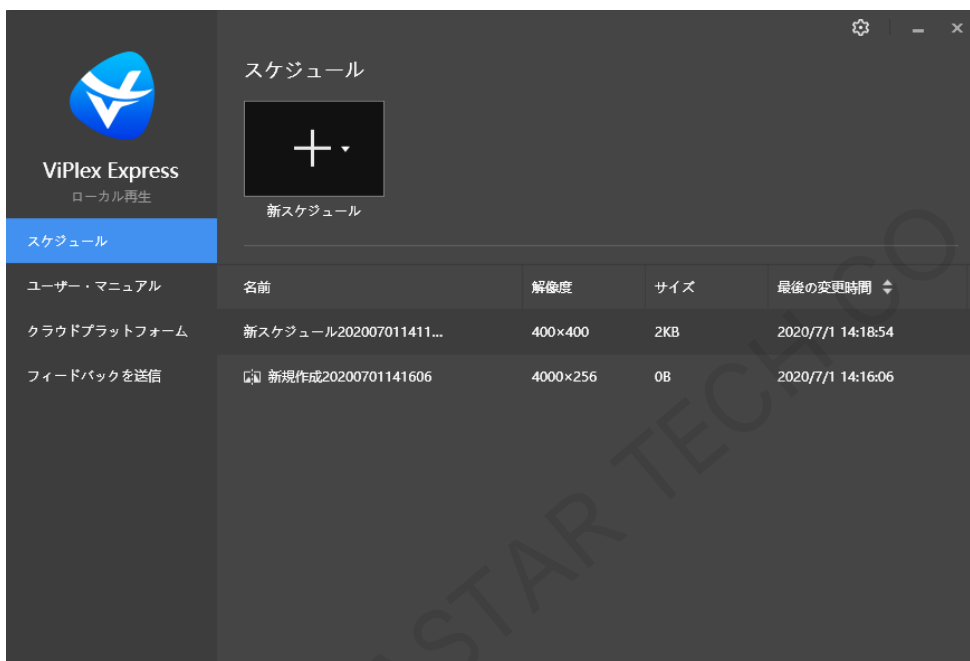 スケジュール
ViPlex Express
ローカル再生
新スケジュール
スケジュール
ユーザー・マニュアル
名前 解像度 サイズ 最後の変更時間
クラウドプラットフォーム
新スケジュール202007011411... 400×400 2KB 2020/7/1 14:18:54
フィードバックを送信
新規作成20200701141606 4000×256 0B 2020/7/1 14:16:06
STAR TECH CO